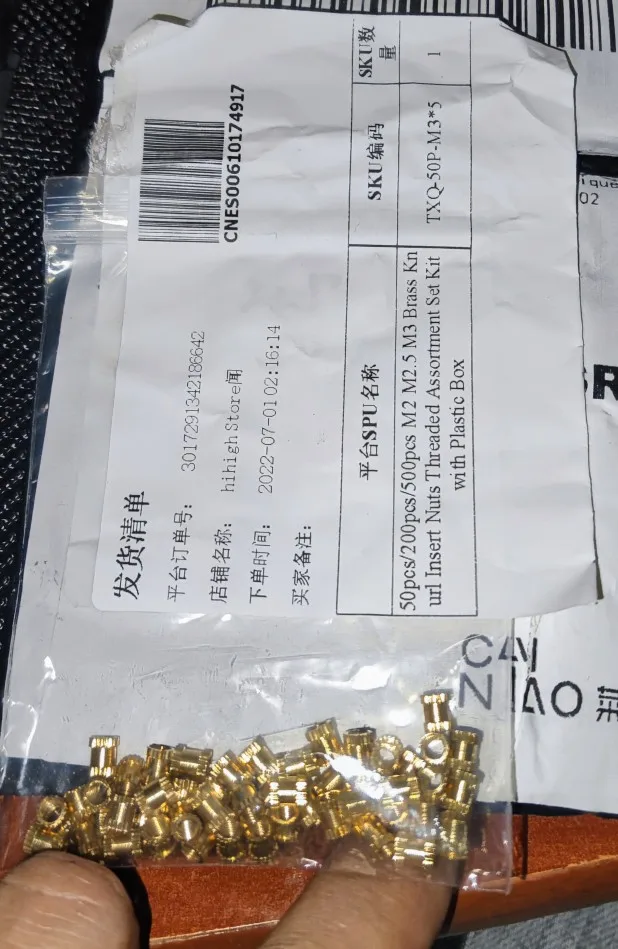 发货清单
平台订单号: 3017291342186642
店铺名称: hihigh Store闻
下单时间: 2022-07-01 02:16:14
买家备注:
CNES00610174917
平台SPU名称 SKU编码 SKU数量
50pcs/200pcs/500pcs M2 M2.5 M3 Brass Kn
url Insert Nuts Threaded Assortment Set Kit
with Plastic Box
TXQ-50P-M3*5 1
CAI
NIAO
02